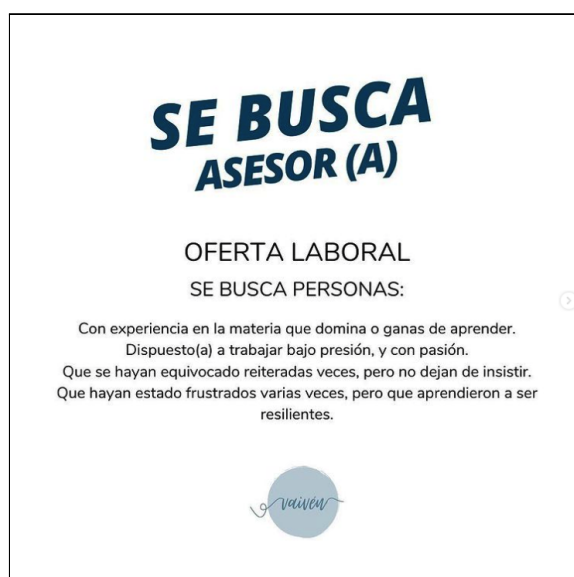 SE BUSCA
ASESOR (A)
OFERTA LABORAL
SE BUSCA PERSONAS:
Con experiencia en la materia que domina o ganas de aprender.
Dispuesto(a) a trabajar bajo presión, y con pasión.
Que se hayan equivocado reiteradas veces, pero no dejan de insistir.
Que hayan estado frustrados varias veces, pero que aprendieron a ser
resilientes.
vaivén